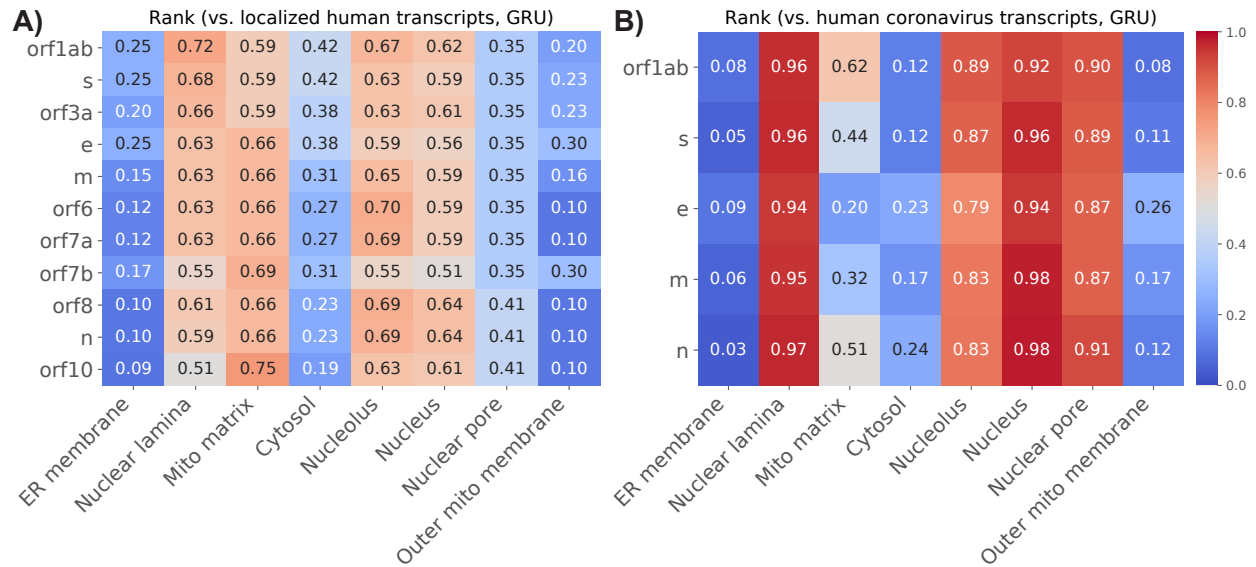 A) Rank (vs. localized human transcripts, GRU)
orf1ab 0.25 0.72 0.59 0.42 0.67 0.62 0.35 0.20
s 0.25 0.68 0.59 0.42 0.63 0.59 0.35 0.23
orf3a 0.20 0.66 0.59 0.38 0.63 0.61 0.35 0.23
e 0.25 0.63 0.66 0.38 0.59 0.56 0.35 0.30
m 0.15 0.63 0.66 0.31 0.65 0.59 0.35 0.16
orf6 0.12 0.63 0.66 0.27 0.70 0.59 0.35 0.10
orf7a 0.12 0.63 0.66 0.27 0.69 0.59 0.35 0.10
orf7b 0.17 0.55 0.69 0.31 0.55 0.51 0.35 0.30
orf8 0.10 0.61 0.66 0.23 0.69 0.64 0.41 0.10
n 0.10 0.59 0.66 0.23 0.69 0.64 0.41 0.10
orf10 0.09 0.51 0.75 0.19 0.63 0.61 0.41 0.10
ER membrane
Nuclear lamina
Mito matrix
Cytosol
Nucleolus
Nucleus
Nuclear pore
Outer mito membrane
B) Rank (vs. human coronavirus transcripts, GRU)
orf1ab 0.08 0.96 0.62 0.12 0.89 0.92 0.90 0.08
s 0.05 0.96 0.44 0.12 0.87 0.96 0.89 0.11
e 0.09 0.94 0.20 0.23 0.79 0.94 0.87 0.26
m 0.06 0.95 0.32 0.17 0.83 0.98 0.87 0.17
n 0.03 0.97 0.51 0.24 0.83 0.98 0.91 0.12
ER membrane
Nuclear lamina
Mito matrix
Cytosol
Nucleolus
Nucleus
Nuclear pore
Outer mito membrane
1.0
0.8
0.6
0.4
0.2
0.0